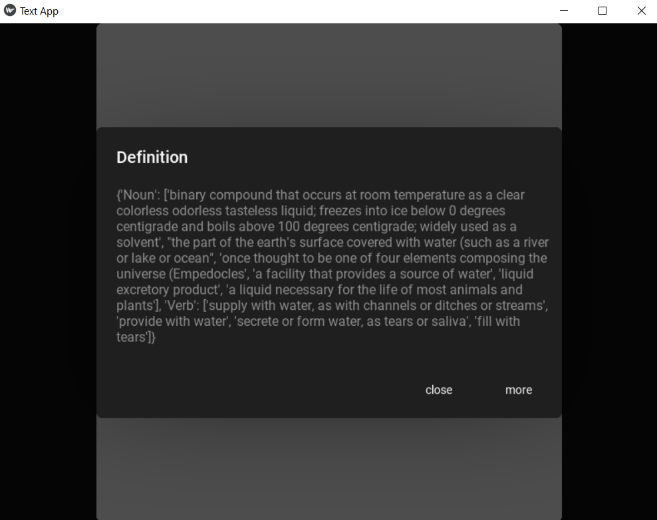 Text App
Definition
{'Noun': ['binary compound that occurs at room temperature as a clear
colorless odorless tasteless liquid; freezes into ice below 0 degrees
centigrade and boils above 100 degrees centigrade; widely used as a
solvent', "the part of the earth's surface covered with water (such as a river
or lake or ocean", 'once thought to be one of four elements composing the
universe (Empedocles', 'a facility that provides a source of water', 'liquid
excretory product', 'a liquid necessary for the life of most animals and
plants'], 'Verb': ['supply with water, as with channels or ditches or streams',
'provide with water', 'secrete or form water, as tears or saliva', 'fill with
tears']}
close more